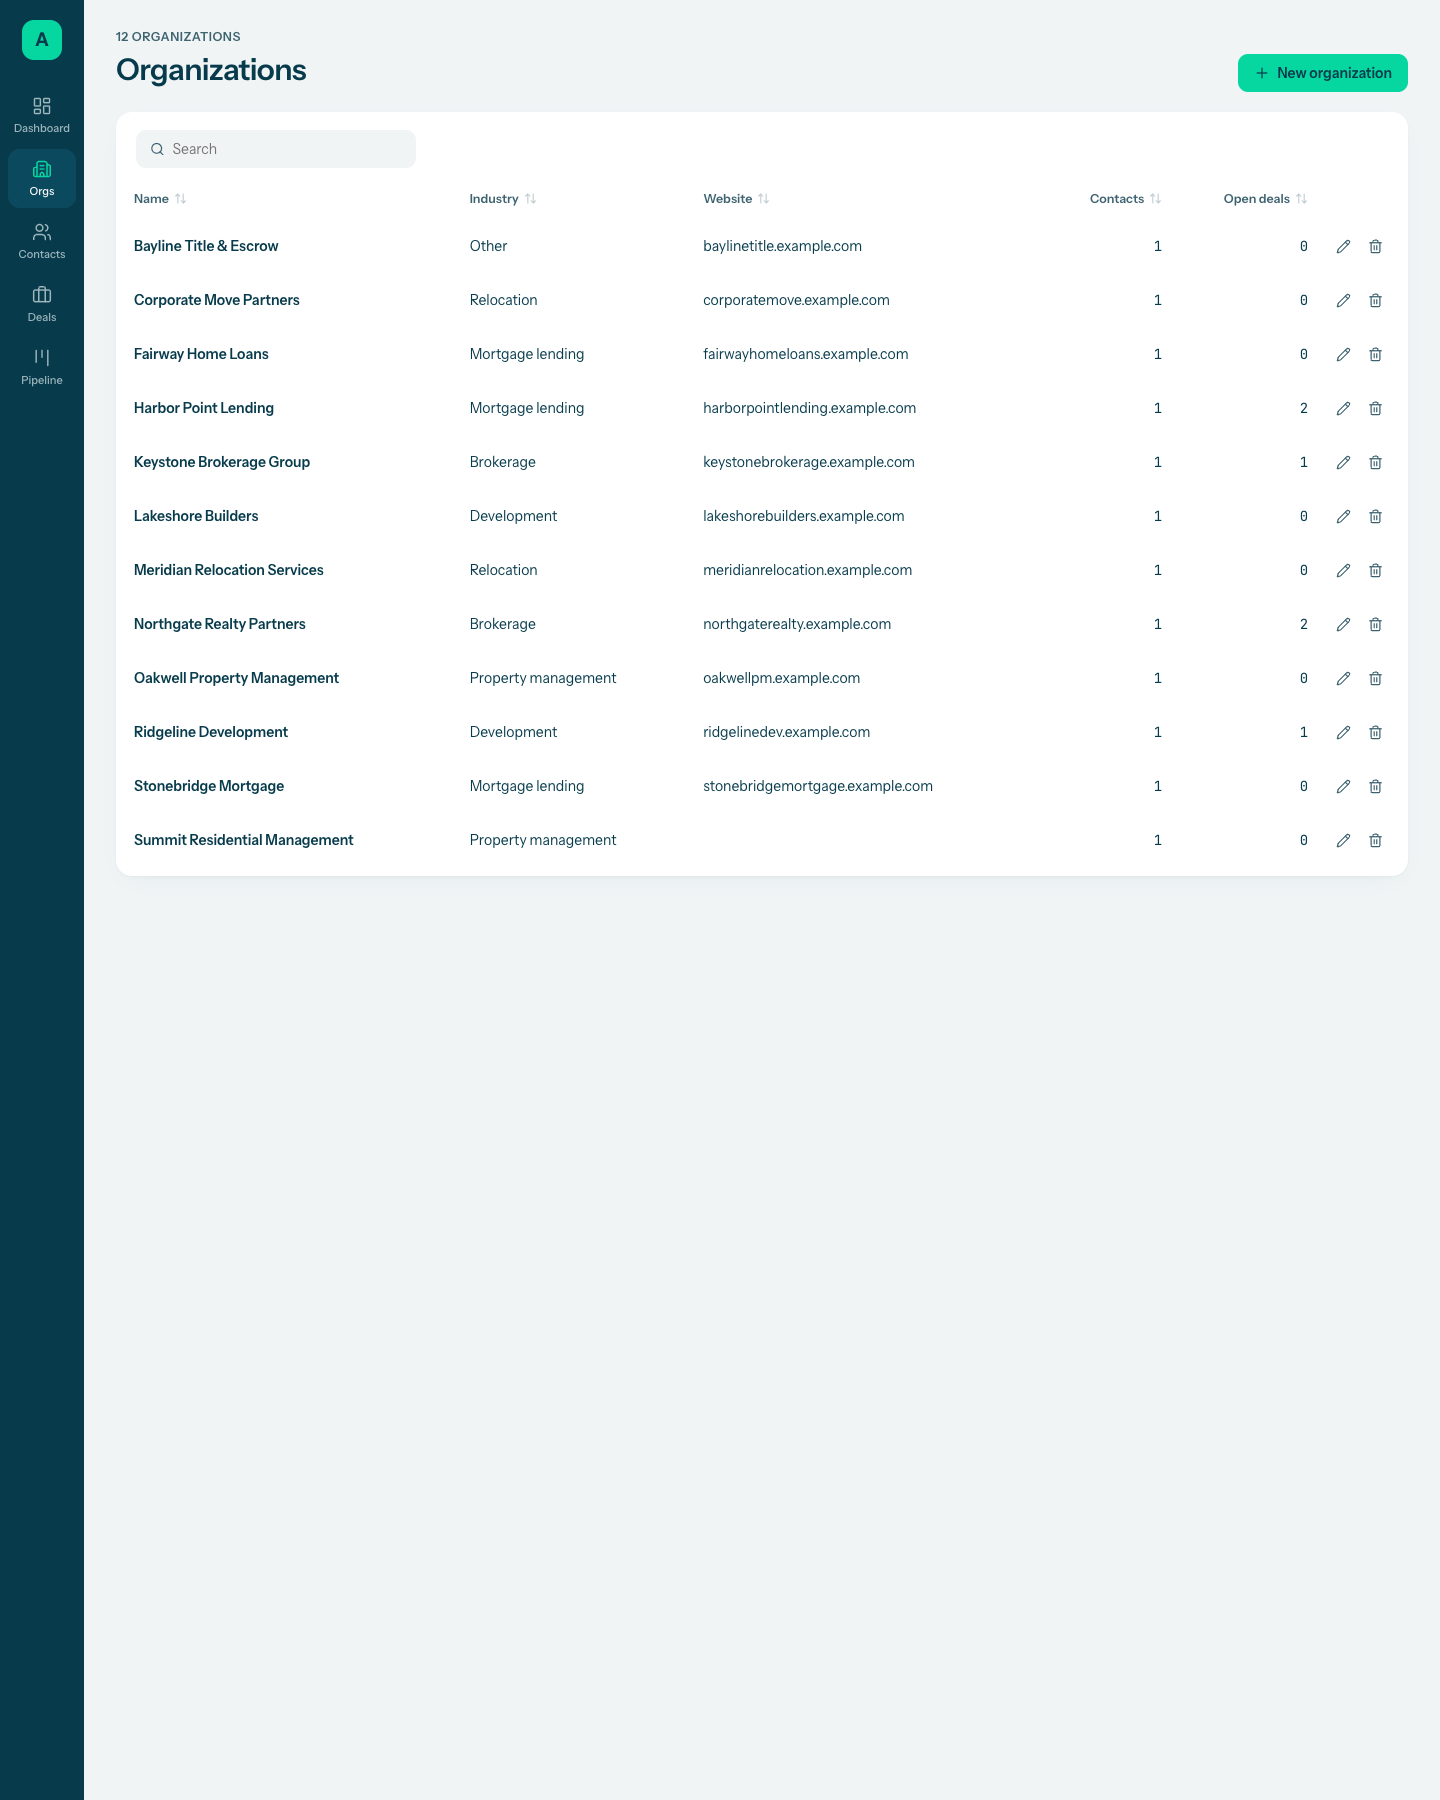 A
Dashboard
Orgs
Contacts
Deals
Pipeline
12 ORGANIZATIONS
Organizations
New organization
Search
Name Industry Website Contacts Open deals
Bayline Title & Escrow Other baylinetitle.example.com 1 0
Corporate Move Partners Relocation corporatemove.example.com 1 0
Fairway Home Loans Mortgage lending fairwayhomeloans.example.com 1 0
Harbor Point Lending Mortgage lending harborpointlending.example.com 1 2
Keystone Brokerage Group Brokerage keystonebrokerage.example.com 1 1
Lakeshore Builders Development lakeshorebuilders.example.com 1 0
Meridian Relocation Services Relocation meridianrelocation.example.com 1 0
Northgate Realty Partners Brokerage northgaterealty.example.com 1 2
Oakwell Property Management Property management oakwellpm.example.com 1 0
Ridgeline Development Development ridgelinedev.example.com 1 1
Stonebridge Mortgage Mortgage lending stonebridgemortgage.example.com 1 0
Summit Residential Management Property management 1 0